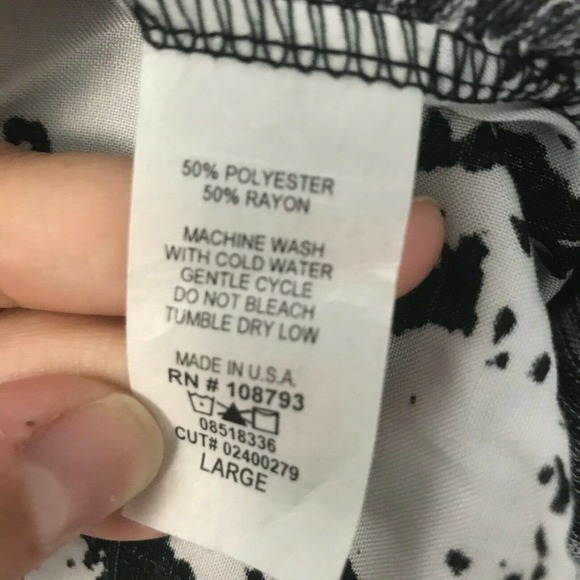 50% POLYESTER
50% RAYON
MACHINE WASH
WITH COLD WATER
GENTLE CYCLE
DO NOT BLEACH
TUMBLE DRY LOW
MADE IN U.S.A.
RN # 108793
08518336
CUT# 02400279
LARGE